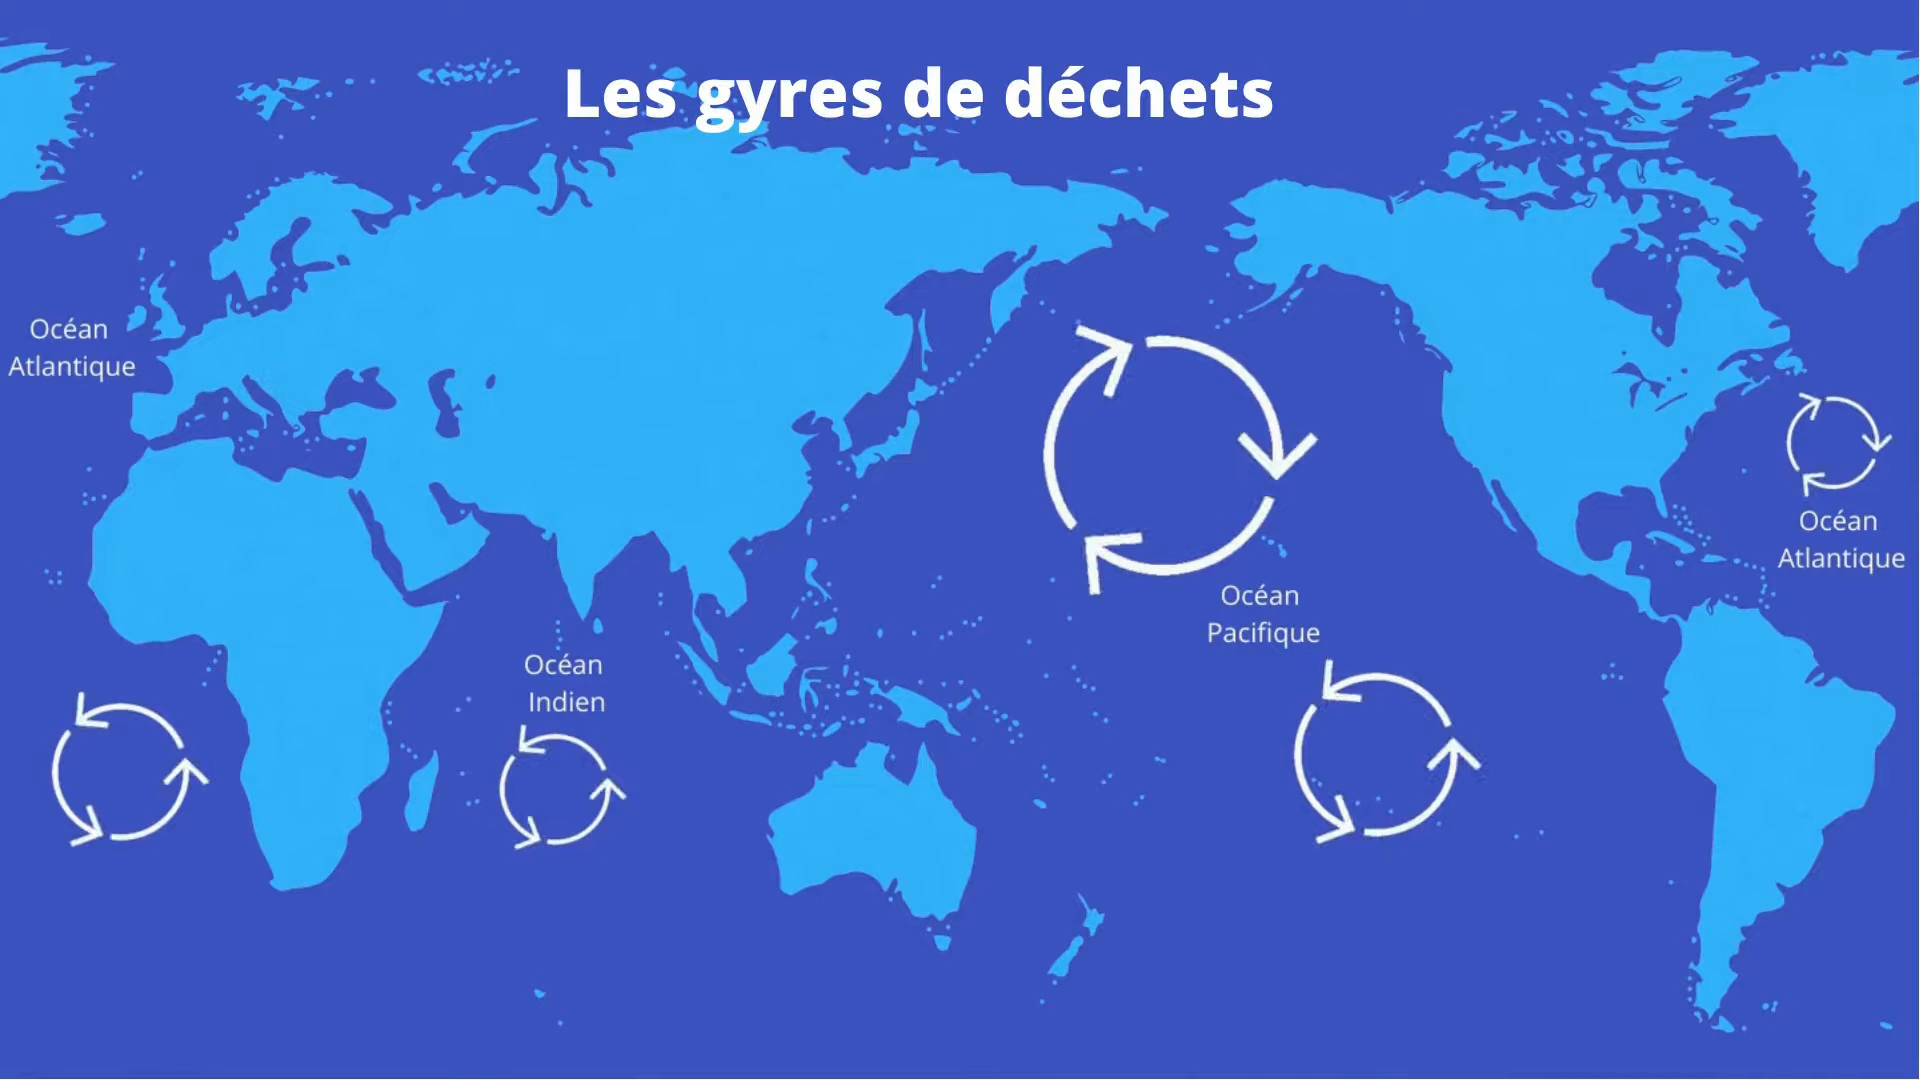 Les gyres de déchets
Océan
Atlantique
Océan
Atlantique
Océan
Pacifique
Océan
Indien